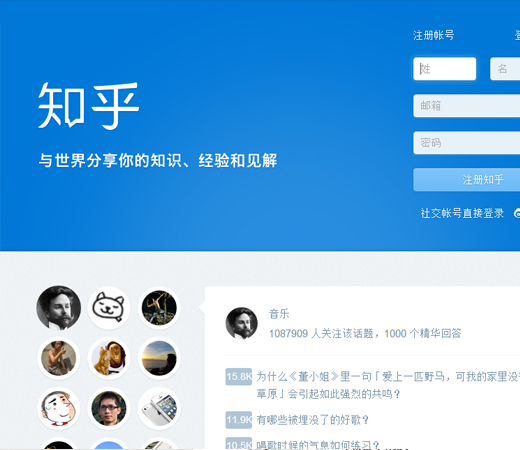 注册帐号
姓
名
知乎
邮箱
与世界分享你的知识、经验和见解
密码
注册知乎
社交帐号直接登录
音乐
1087909 人关注该话题，1000 个精华回答
15.8K 为什么《董小姐》里一句「爱上一匹野马，可我的家里没
草原」会引起如此强烈的共鸣？
11.9K 有哪些被埋没了的好歌？
10.5K 唱歌时候的气息如何练习？